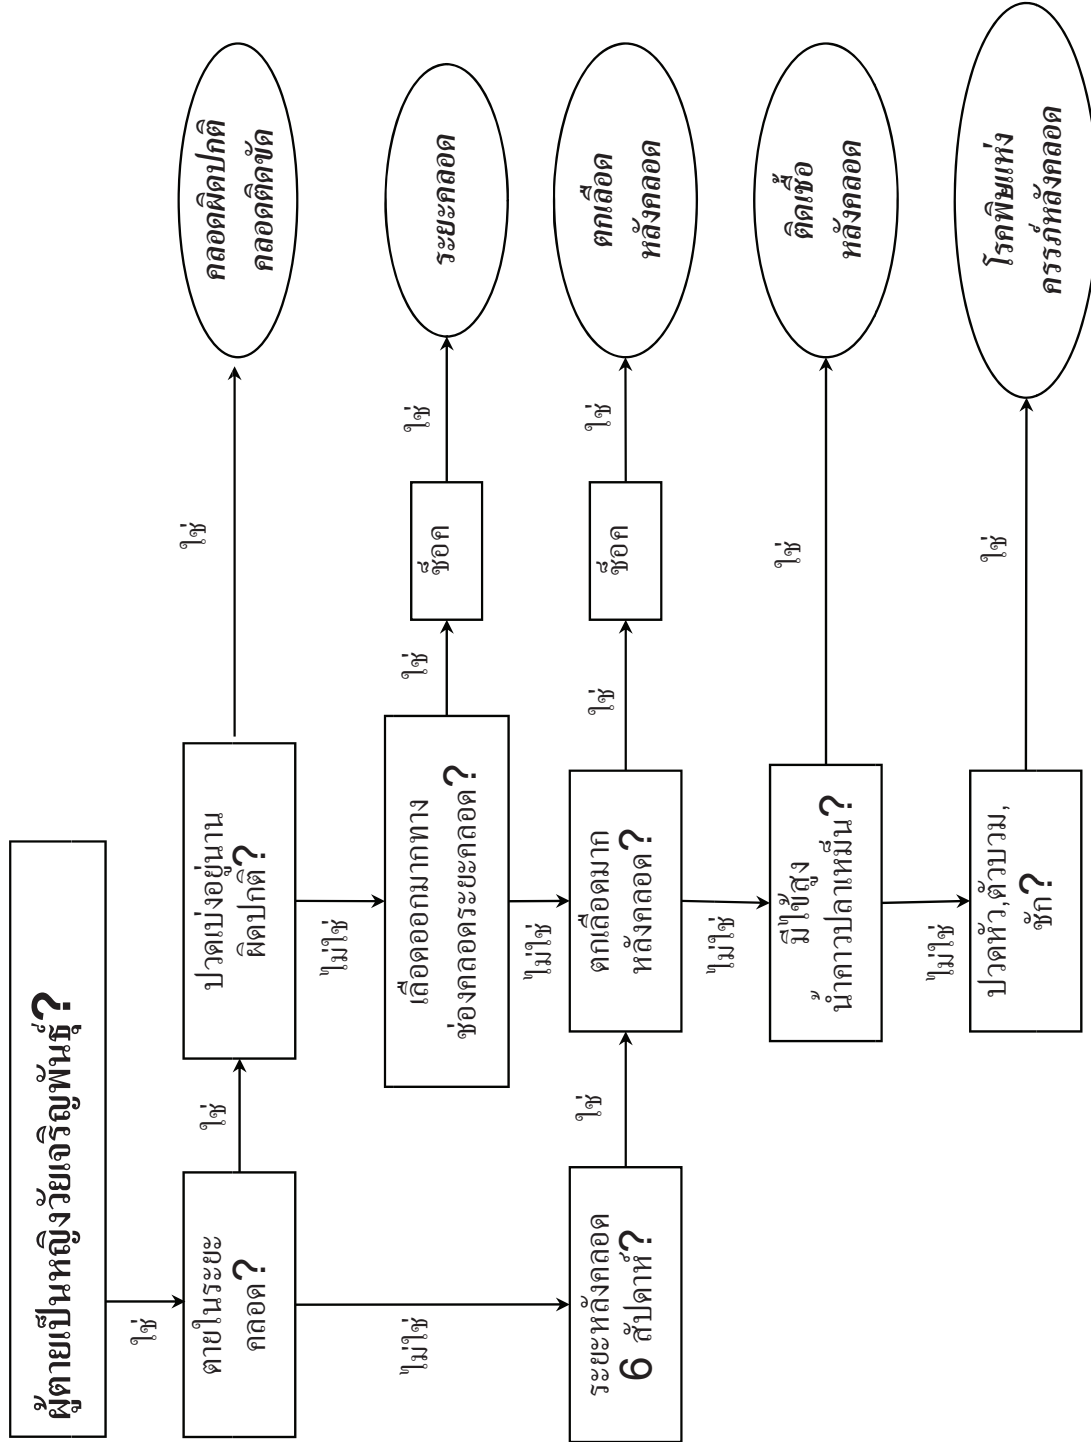 ผู้ตายเป็นหญิงวัยเจริญพันธุ์?
ใช่
ตายในระยะ
คลอด?
ใช่
ปวดเบ่งอยู่นาน
ผิดปกติ?
ใช่
คลอดผิดปกติ
คลอดติดขัด
ไม่ใช่
เลือดออกมากทาง
ช่องคลอดระยะคลอด?
ใช่
ช็อค
ใช่
ระยะคลอด
ไม่ใช่
ไม่ใช่
ระยะหลังคลอด
6 สัปดาห์?
ใช่
ตกเลือดมาก
หลังคลอด?
ใช่
ช็อค
ใช่
ตกเลือด
หลังคลอด
ไม่ใช่
มีไข้สูง
น้ำคาวปลาเหม็น?
ใช่
ติดเชื้อ
หลังคลอด
ไม่ใช่
ปวดหัว,ตัวบวม,
ชัก?
ใช่
โรคพิษแห่ง
ครรภ์หลังคลอด